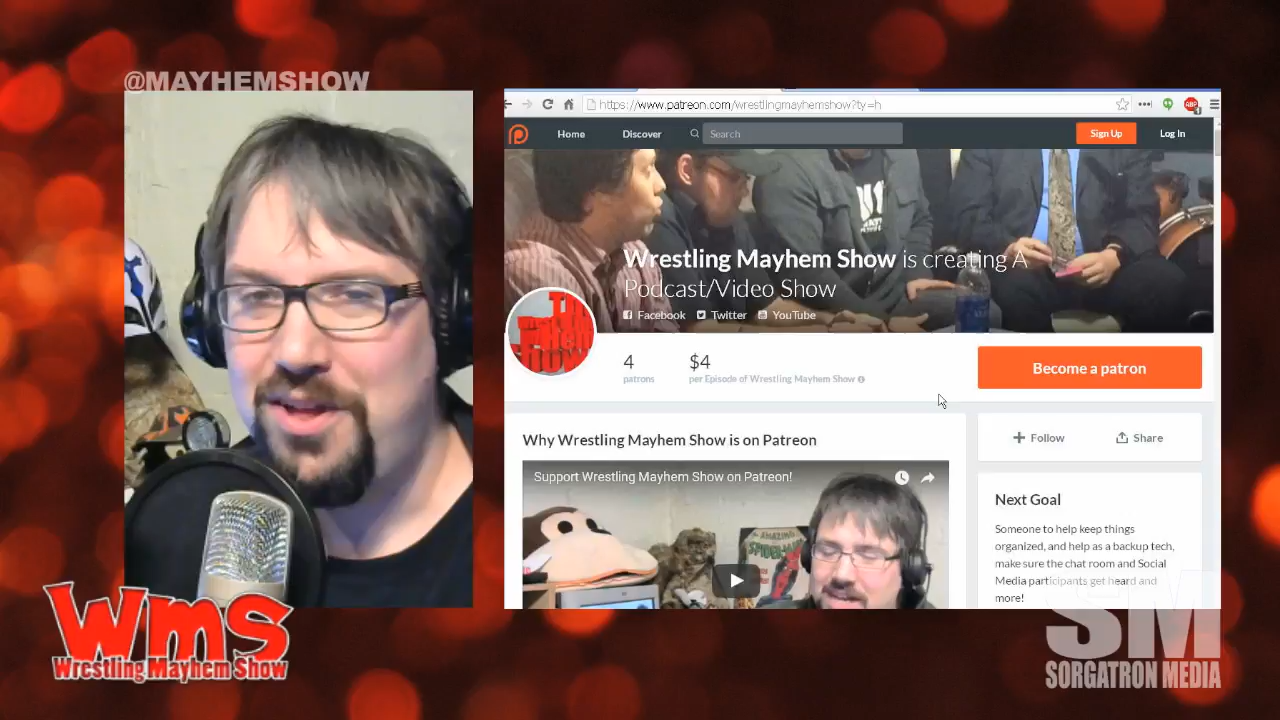 @MAYHEMSHOW
https://www.patreon.com/wrestlingmayhemshow?ty=h
ABP
Home
Discover
Search
Sign Up
Log In
Wrestling Mayhem Show is creating A
Podcast/Video Show
Facebook
Twitter
YouTube
4
patrons
$4
per Episode of Wrestling Mayhem Show
Become a patron
Why Wrestling Mayhem Show is on Patreon
Follow
Share
Support Wrestling Mayhem Show on Patreon!
AMAZING
SPIDER-MAN
Next Goal
Someone to help keep things
organized, and help as a backup tech,
make sure the chat room and Social
Media participants get heard and
more!
WMS
Wrestling Mayhem Show
SM
SORGATRON MEDIA